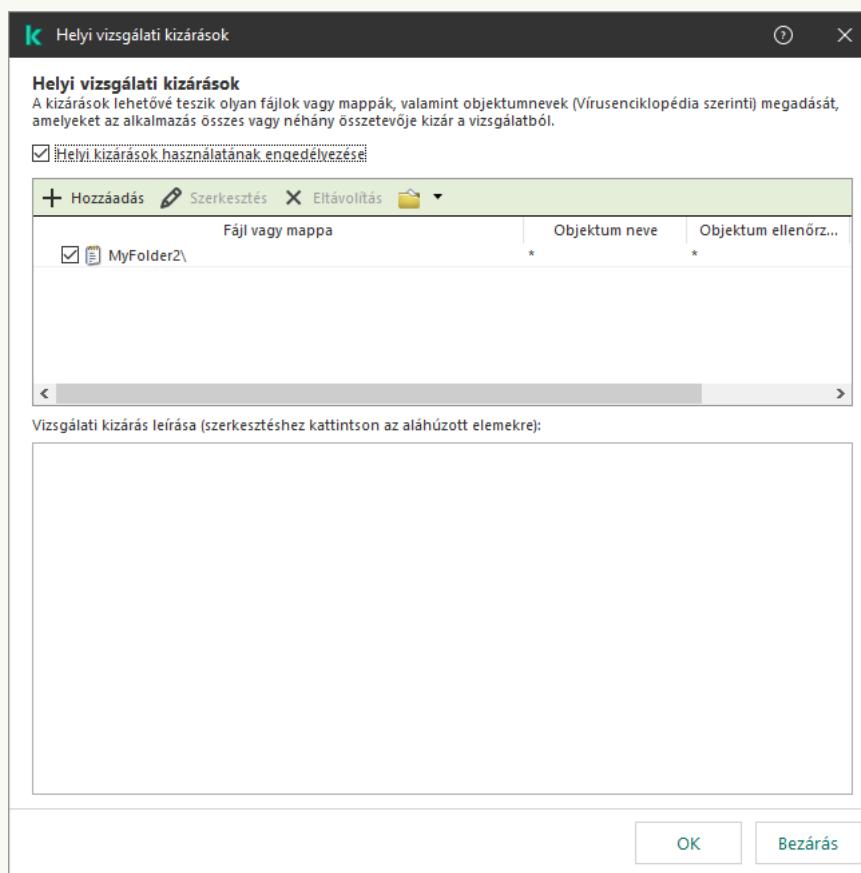 Helyi vizsgálati kizárások
Helyi vizsgálati kizárások
A kizárások lehetővé teszik olyan fájlok vagy mappák, valamint objektumnevek (Vírusenciklopédia szerinti) megadását,
amelyeket az alkalmazás összes vagy néhány összetevője kizár a vizsgálatból.
Helyi kizárások használatának engedélyezése
Hozzáadás Szerkesztés Eltávolítás
Fájl vagy mappa Objektum neve Objektum ellenőrz...
MyFolder2\ * *
Vizsgálati kizárás leírása (szerkesztéshez kattintson az aláhúzott elemekre):
OK Bezárás